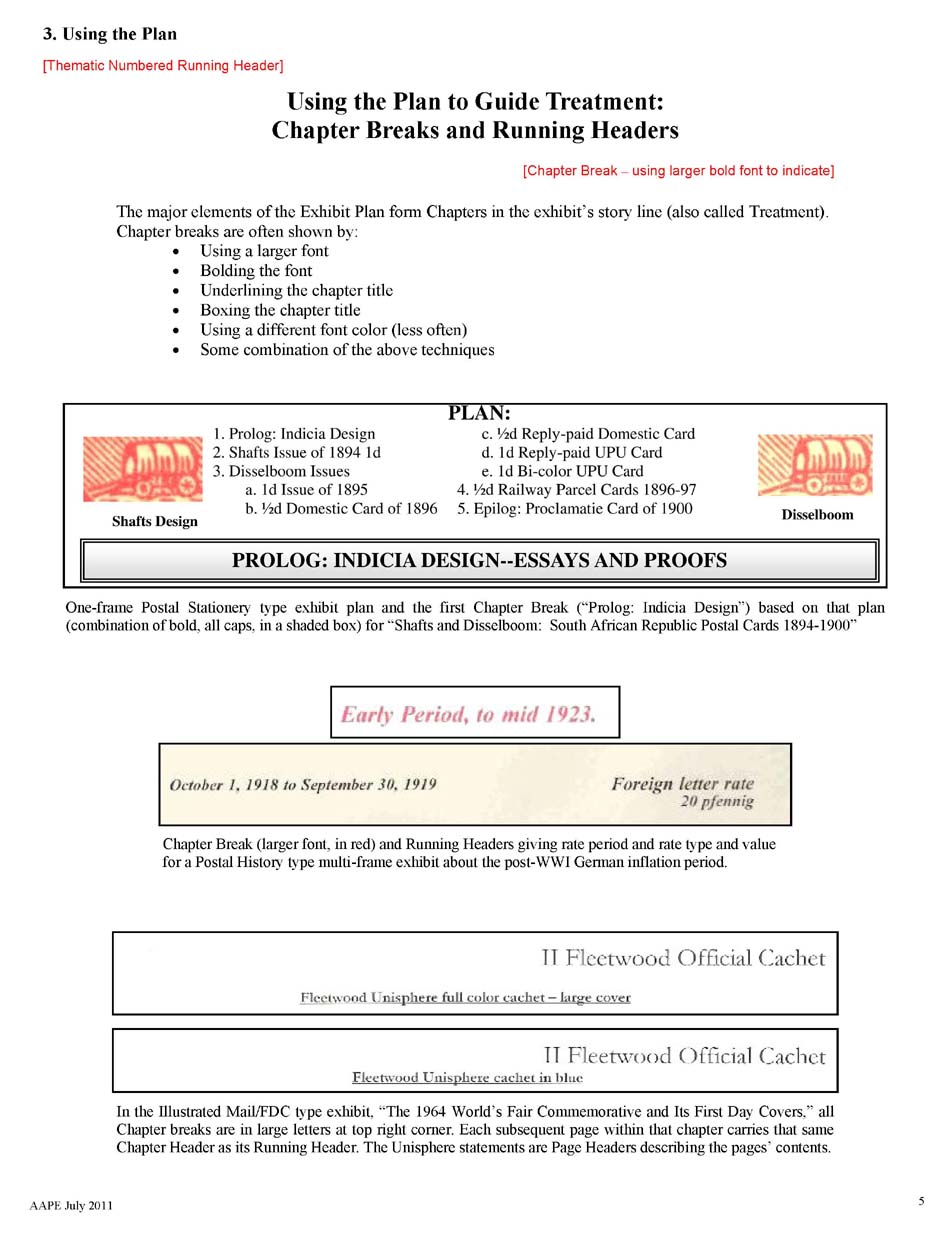 3. Using the Plan
[Thematic Numbered Running Header]
Using the Plan to Guide Treatment:
Chapter Breaks and Running Headers
[Chapter Break – using larger bold font to indicate]
The major elements of the Exhibit Plan form Chapters in the exhibit’s story line (also called Treatment).
Chapter breaks are often shown by:
• Using a larger font
• Bolding the font
• Underlining the chapter title
• Boxing the chapter title
• Using a different font color (less often)
• Some combination of the above techniques
PLAN:
1. Prolog: Indicia Design
2. Shafts Issue of 1894 1d
3. Disselboom Issues
a. 1d Issue of 1895
b. ½d Domestic Card of 1896
c. ½d Reply-paid Domestic Card
d. 1d Reply-paid UPU Card
e. 1d Bi-color UPU Card
4. ½d Railway Parcel Cards 1896-97
5. Epilog: Proclamatie Card of 1900
Shafts Design
Disselboom
PROLOG: INDICIA DESIGN--ESSAYS AND PROOFS
One-frame Postal Stationery type exhibit plan and the first Chapter Break (“Prolog: Indicia Design”) based on that plan
(combination of bold, all caps, in a shaded box) for “Shafts and Disselboom: South African Republic Postal Cards 1894-1900”
Early Period, to mid 1923.
October 1, 1918 to September 30, 1919
Foreign letter rate
20 pfennig
Chapter Break (larger font, in red) and Running Headers giving rate period and rate type and value
for a Postal History type multi-frame exhibit about the post-WWI German inflation period.
II Fleetwood Official Cachet
Fleetwood Unisphere full color cachet – large cover
II Fleetwood Official Cachet
Fleetwood Unisphere cachet in blue
In the Illustrated Mail/FDC type exhibit, “The 1964 World’s Fair Commemorative and Its First Day Covers,” all
Chapter breaks are in large letters at top right corner. Each subsequent page within that chapter carries that same
Chapter Header as its Running Header. The Unisphere statements are Page Headers describing the pages’ contents.
AAPE July 2011
5